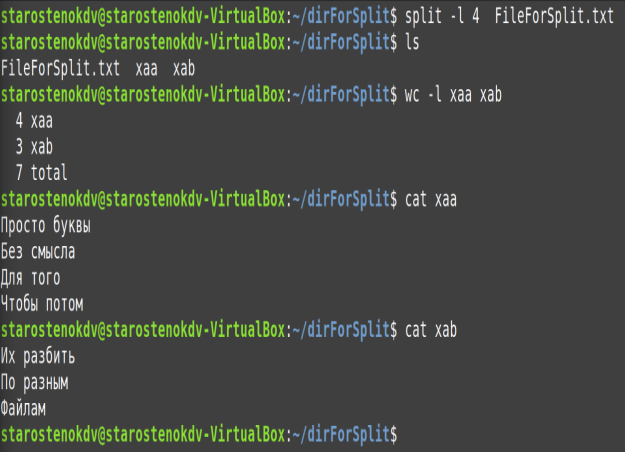 starostenokdv@starostenokdv-VirtualBox:~/dirForSplit$ split -l 4  FileForSplit.txt
starostenokdv@starostenokdv-VirtualBox:~/dirForSplit$ ls
FileForSplit.txt  xaa  xab
starostenokdv@starostenokdv-VirtualBox:~/dirForSplit$ wc -l xaa xab
  4 xaa
  3 xab
  7 total
starostenokdv@starostenokdv-VirtualBox:~/dirForSplit$ cat xaa
Просто буквы
Без смысла
Для того
Чтобы потом
starostenokdv@starostenokdv-VirtualBox:~/dirForSplit$ cat xab
Их разбить
По разным
Файлам
starostenokdv@starostenokdv-VirtualBox:~/dirForSplit$